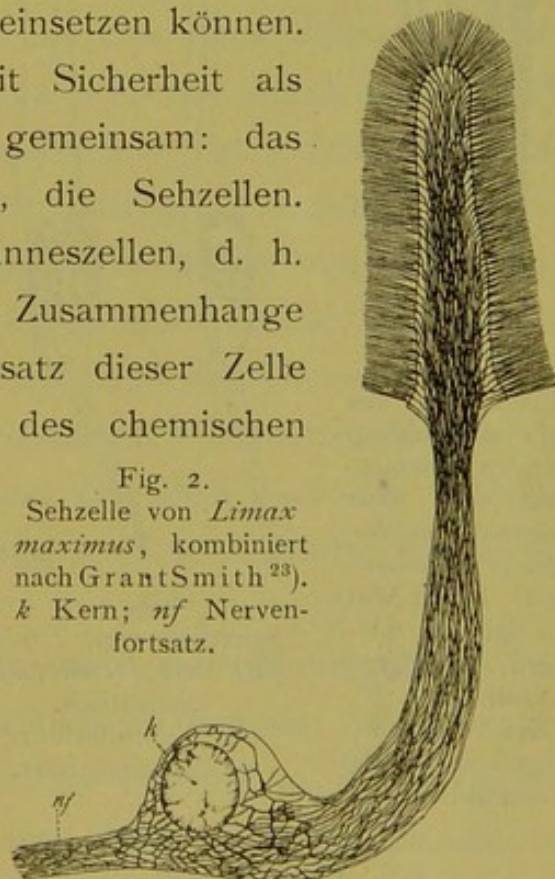 einsetzen können.
it Sicherheit als
gemeinsam: das
, die Sehzellen.
nneszellen, d. h.
Zusammenhange
satz dieser Zelle
des chemischen
Fig. 2.
Sehzelle von Limax
maximus, kombiniert
nach Grant Smith 23).
k Kern; nf Nerven-
fortsatz.
k
nf